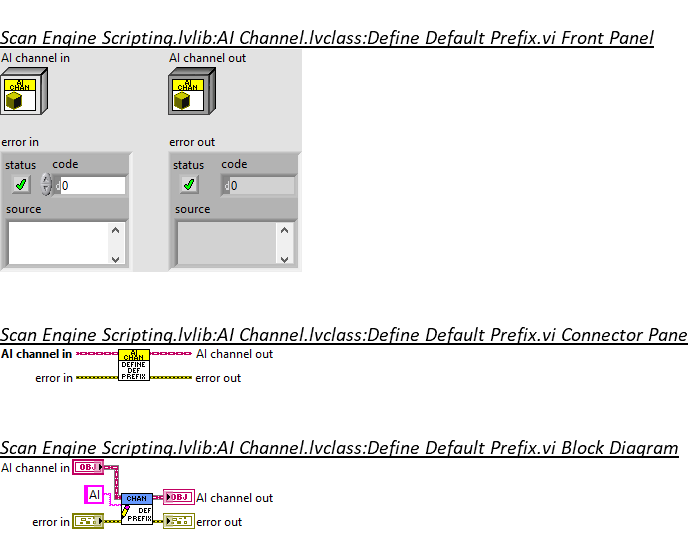 Scan Engine Scripting.lvlib:AI Channel.lvclass:Define Default Prefix.vi Front Panel
AI channel in AI channel out
AI CHAN AI CHAN
error in error out
status code status code
d 0 d 0
source source
Scan Engine Scripting.lvlib:AI Channel.lvclass:Define Default Prefix.vi Connector Pane
AI channel in AI CHAN AI channel out
DEFINE
DEF
error in PREFIX error out
Scan Engine Scripting.lvlib:AI Channel.lvclass:Define Default Prefix.vi Block Diagram
AI channel in OBJ
AI CHAN OBJ AI channel out
DEF
error in PREFIX error out